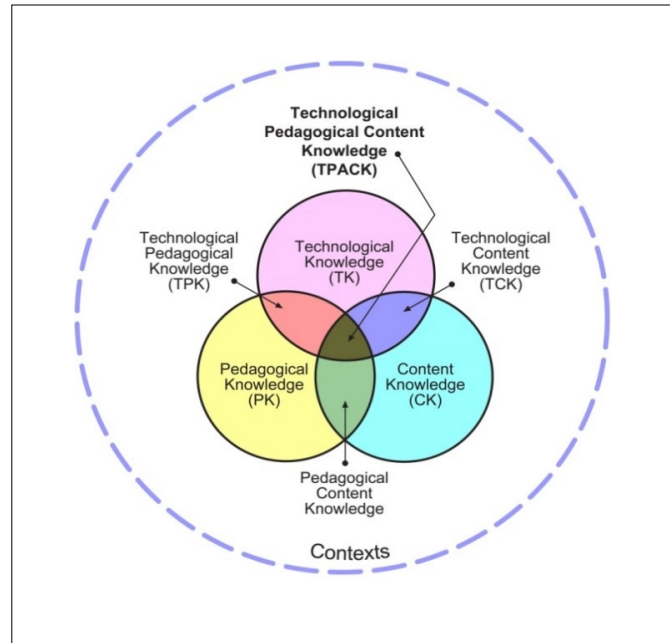 Technological
Pedagogical Content
Knowledge
(TPACK)
Technological
Pedagogical
Knowledge
(TPK)
Technological
Knowledge
(TK)
Technological
Content
Knowledge
(TCK)
Pedagogical
Knowledge
(PK)
Content
Knowledge
(CK)
Pedagogical
Content
Knowledge
Contexts